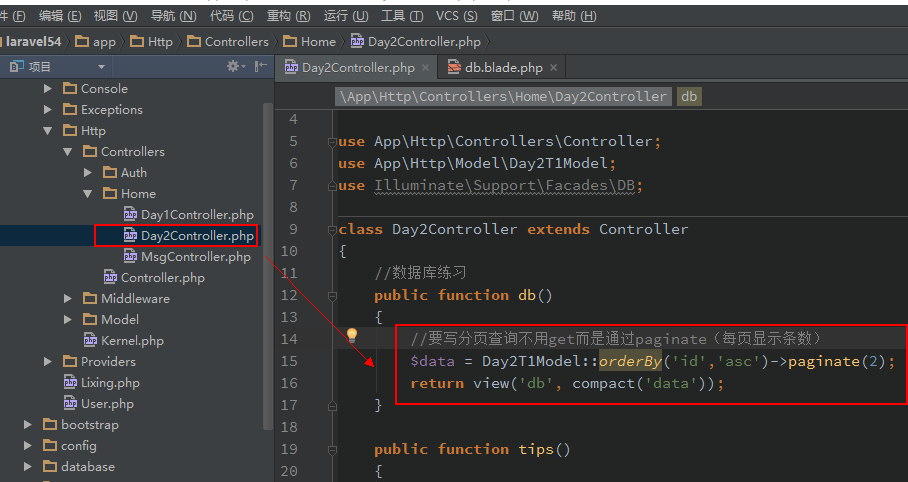 件 (F) 编辑 (E) 视图 (V) 导航 (N) 代码 (C) 重构 (R) 运行 (U) 工具 (T) VCS (S) 窗口 (W) 帮助 (H)
laravel54 app Http Controllers Home Day2Controller.php
项目
Day2Controller.php db.blade.php
\App\Http\Controllers\Home\Day2Controller db
Console
Exceptions
Http
Controllers
Auth
Home
Day1Controller.php
Day2Controller.php
MsgController.php
Controller.php
Middleware
Model
Kernel.php
Providers
Lixing.php
User.php
bootstrap
config
database
4
5 use App\Http\Controllers\Controller;
6 use App\Http\Model\Day2T1Model;
7 use Illuminate\Support\Facades\DB;
8
9 class Day2Controller extends Controller
10 {
11 //数据库练习
12 public function db()
13 {
14 //要写分页查询不用get而是通过paginate（每页显示条数）
15 $data = Day2T1Model::orderBy('id','asc')->paginate(2);
16 return view('db', compact('data'));
17 }
18
19 public function tips()
20 {